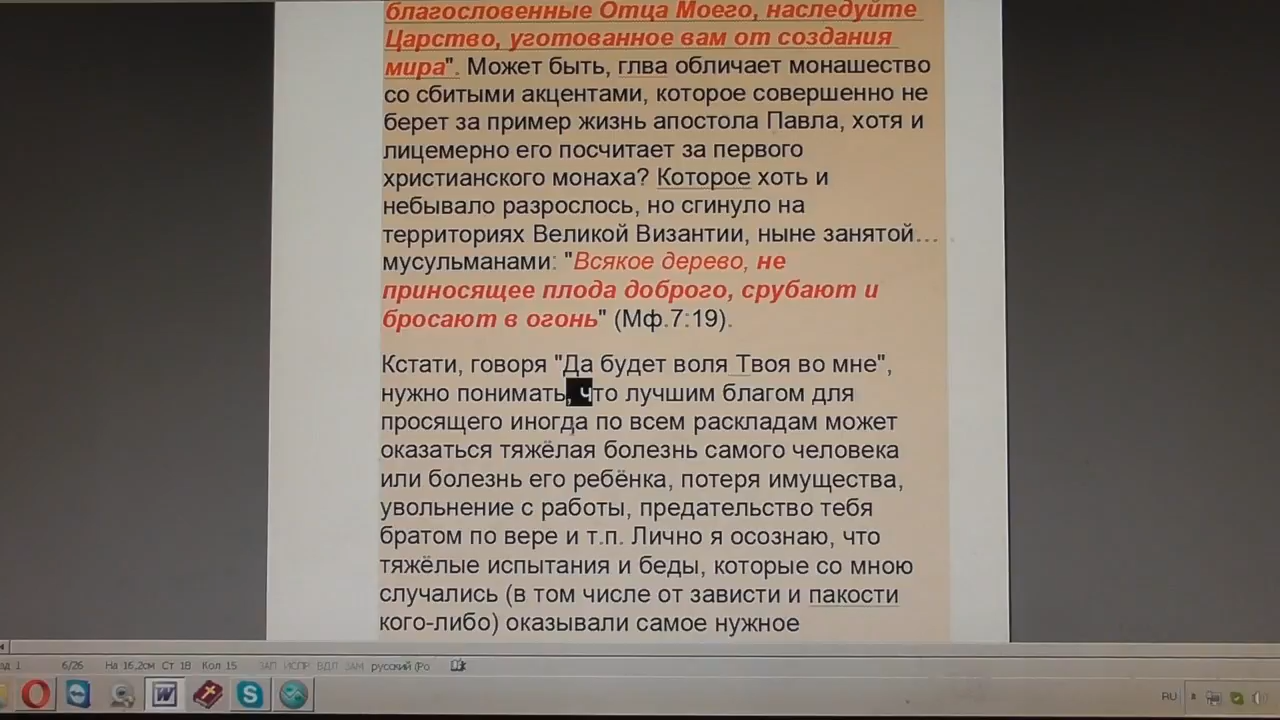 благословенные Отца Моего, наследуйте
Царство, уготованное вам от создания
мира". Может быть, глва обличает монашество
со сбитыми акцентами, которое совершенно не
берет за пример жизнь апостола Павла, хотя и
лицемерно его посчитает за первого
христианского монаха? Которое хоть и
небывало разрослось, но сгинуло на
территориях Великой Византии, ныне занятой…
мусульманами: "Всякое дерево, не
приносящее плода доброго, срубают и
бросают в огонь" (Мф.7:19).
Кстати, говоря "Да будет воля Твоя во мне",
нужно понимать, что лучшим благом для
просящего иногда по всем раскладам может
оказаться тяжёлая болезнь самого человека
или болезнь его ребёнка, потеря имущества,
увольнение с работы, предательство тебя
братом по вере и т.п. Лично я осознаю, что
тяжёлые испытания и беды, которые со мною
случались (в том числе от зависти и пакости
кого-либо) оказывали самое нужное
зд 1 6/26 На 16,2см Ст 18 Кол 15 ЗАП ИСПР ВДЛ ЗАМ русский (Ро
RU